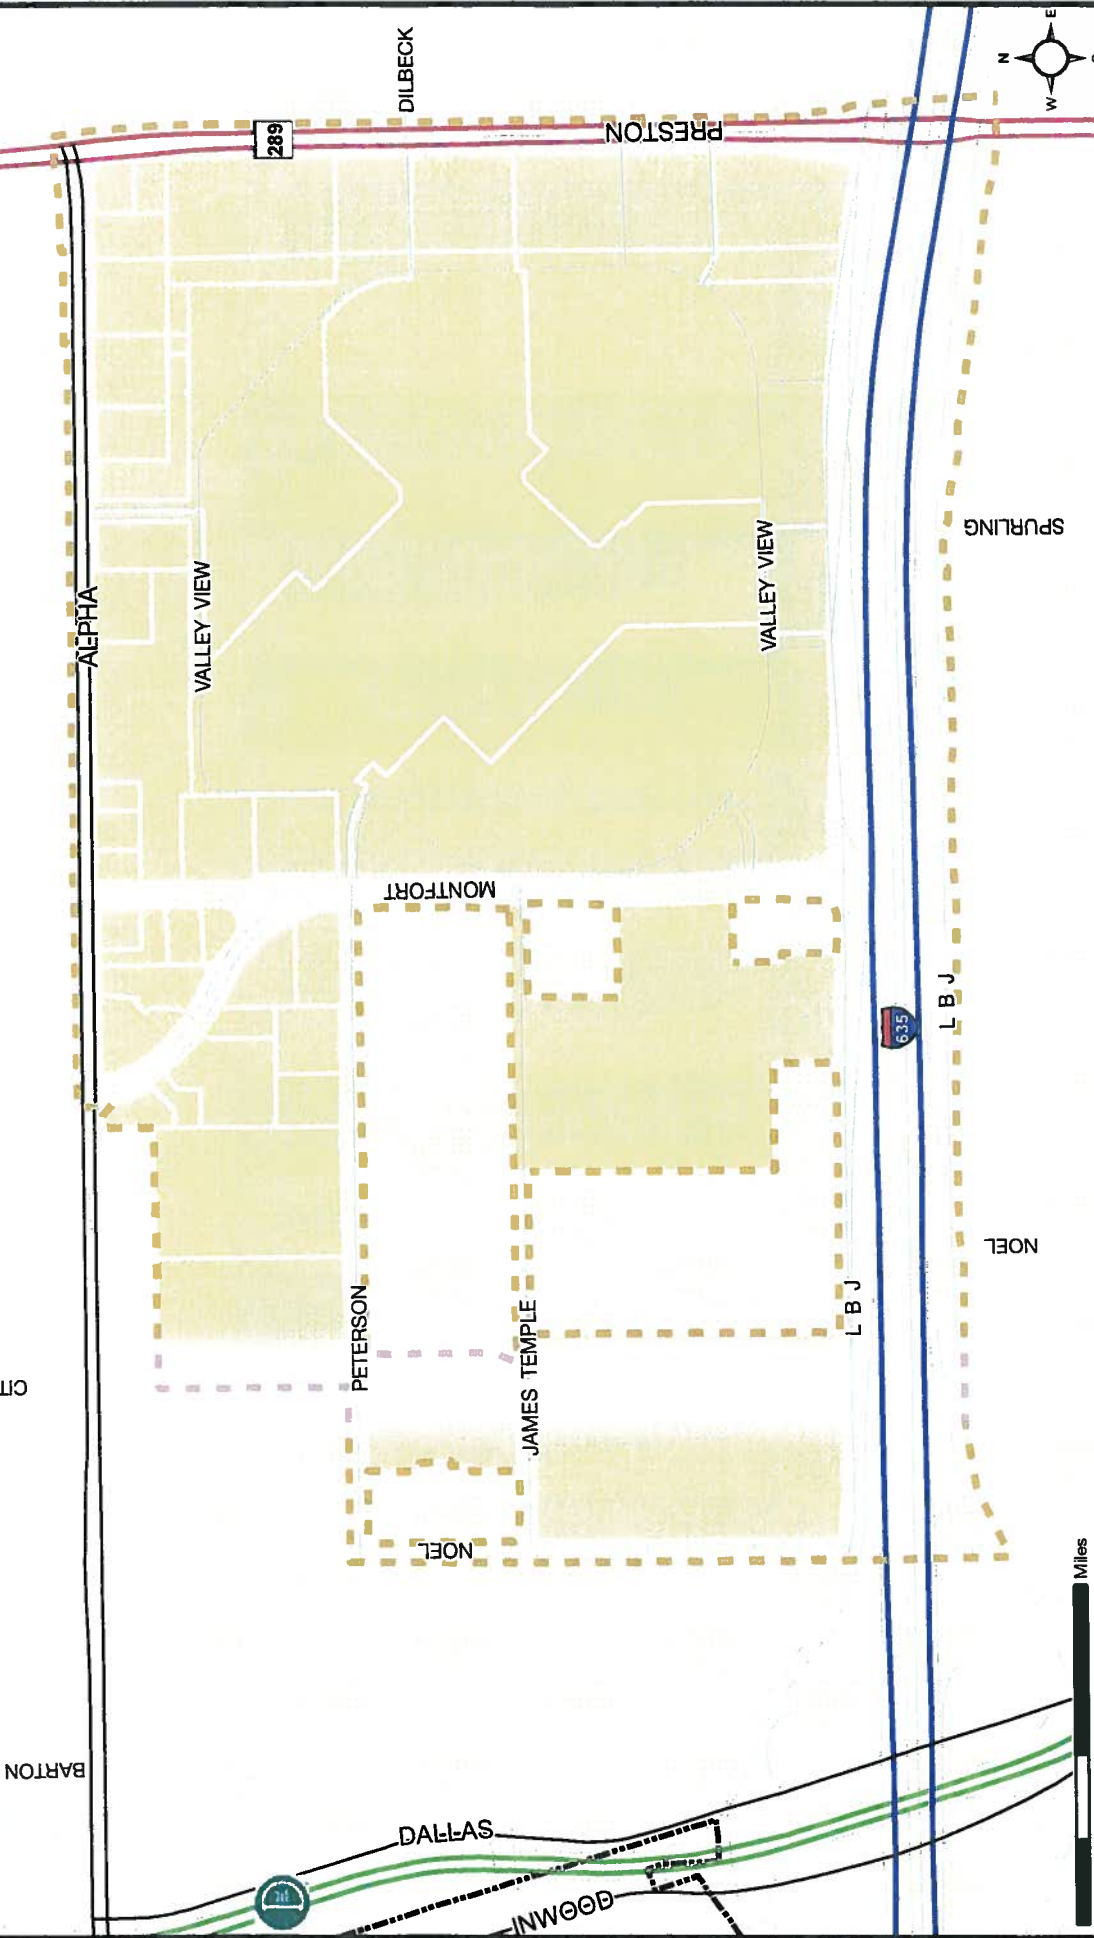 E
N
W
DILBECK
289
PRESTON
SPURLING
ALPHA
VALLEY VIEW
VALLEY VIEW
MONTFORT
L B J
635
NOEL
PETERSON
JAMES TEMPLE
L B J
CIT
NOEL
Miles
BARTON
DALLAS
INWOOD